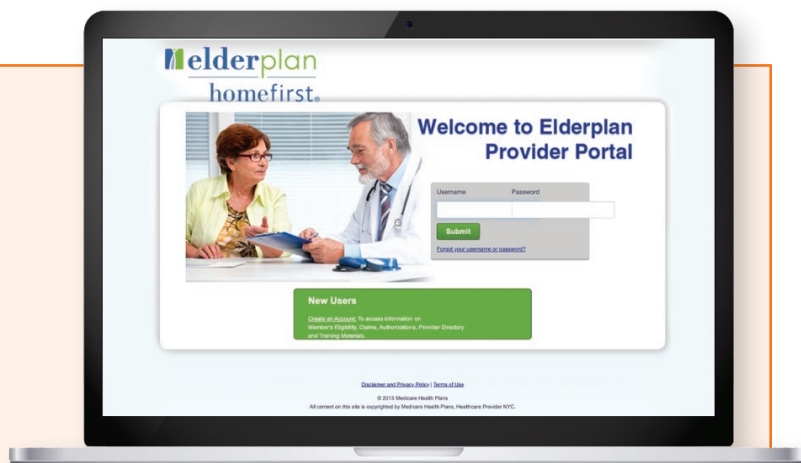 elderplan
homefirst®
Welcome to Elderplan
Provider Portal
Username Password
Submit
Forgot your username or password?
New Users
Create an Account: To access information on
Member's Eligibility, Claims, Authorizations, Provider Directory
and Training Materials.
Disclaimer and Privacy Policy | Terms of Use
© 2013 Medicare Health Plans
All content on this site is copyrighted by Medicare Health Plans, Healthcare Provider NYC.